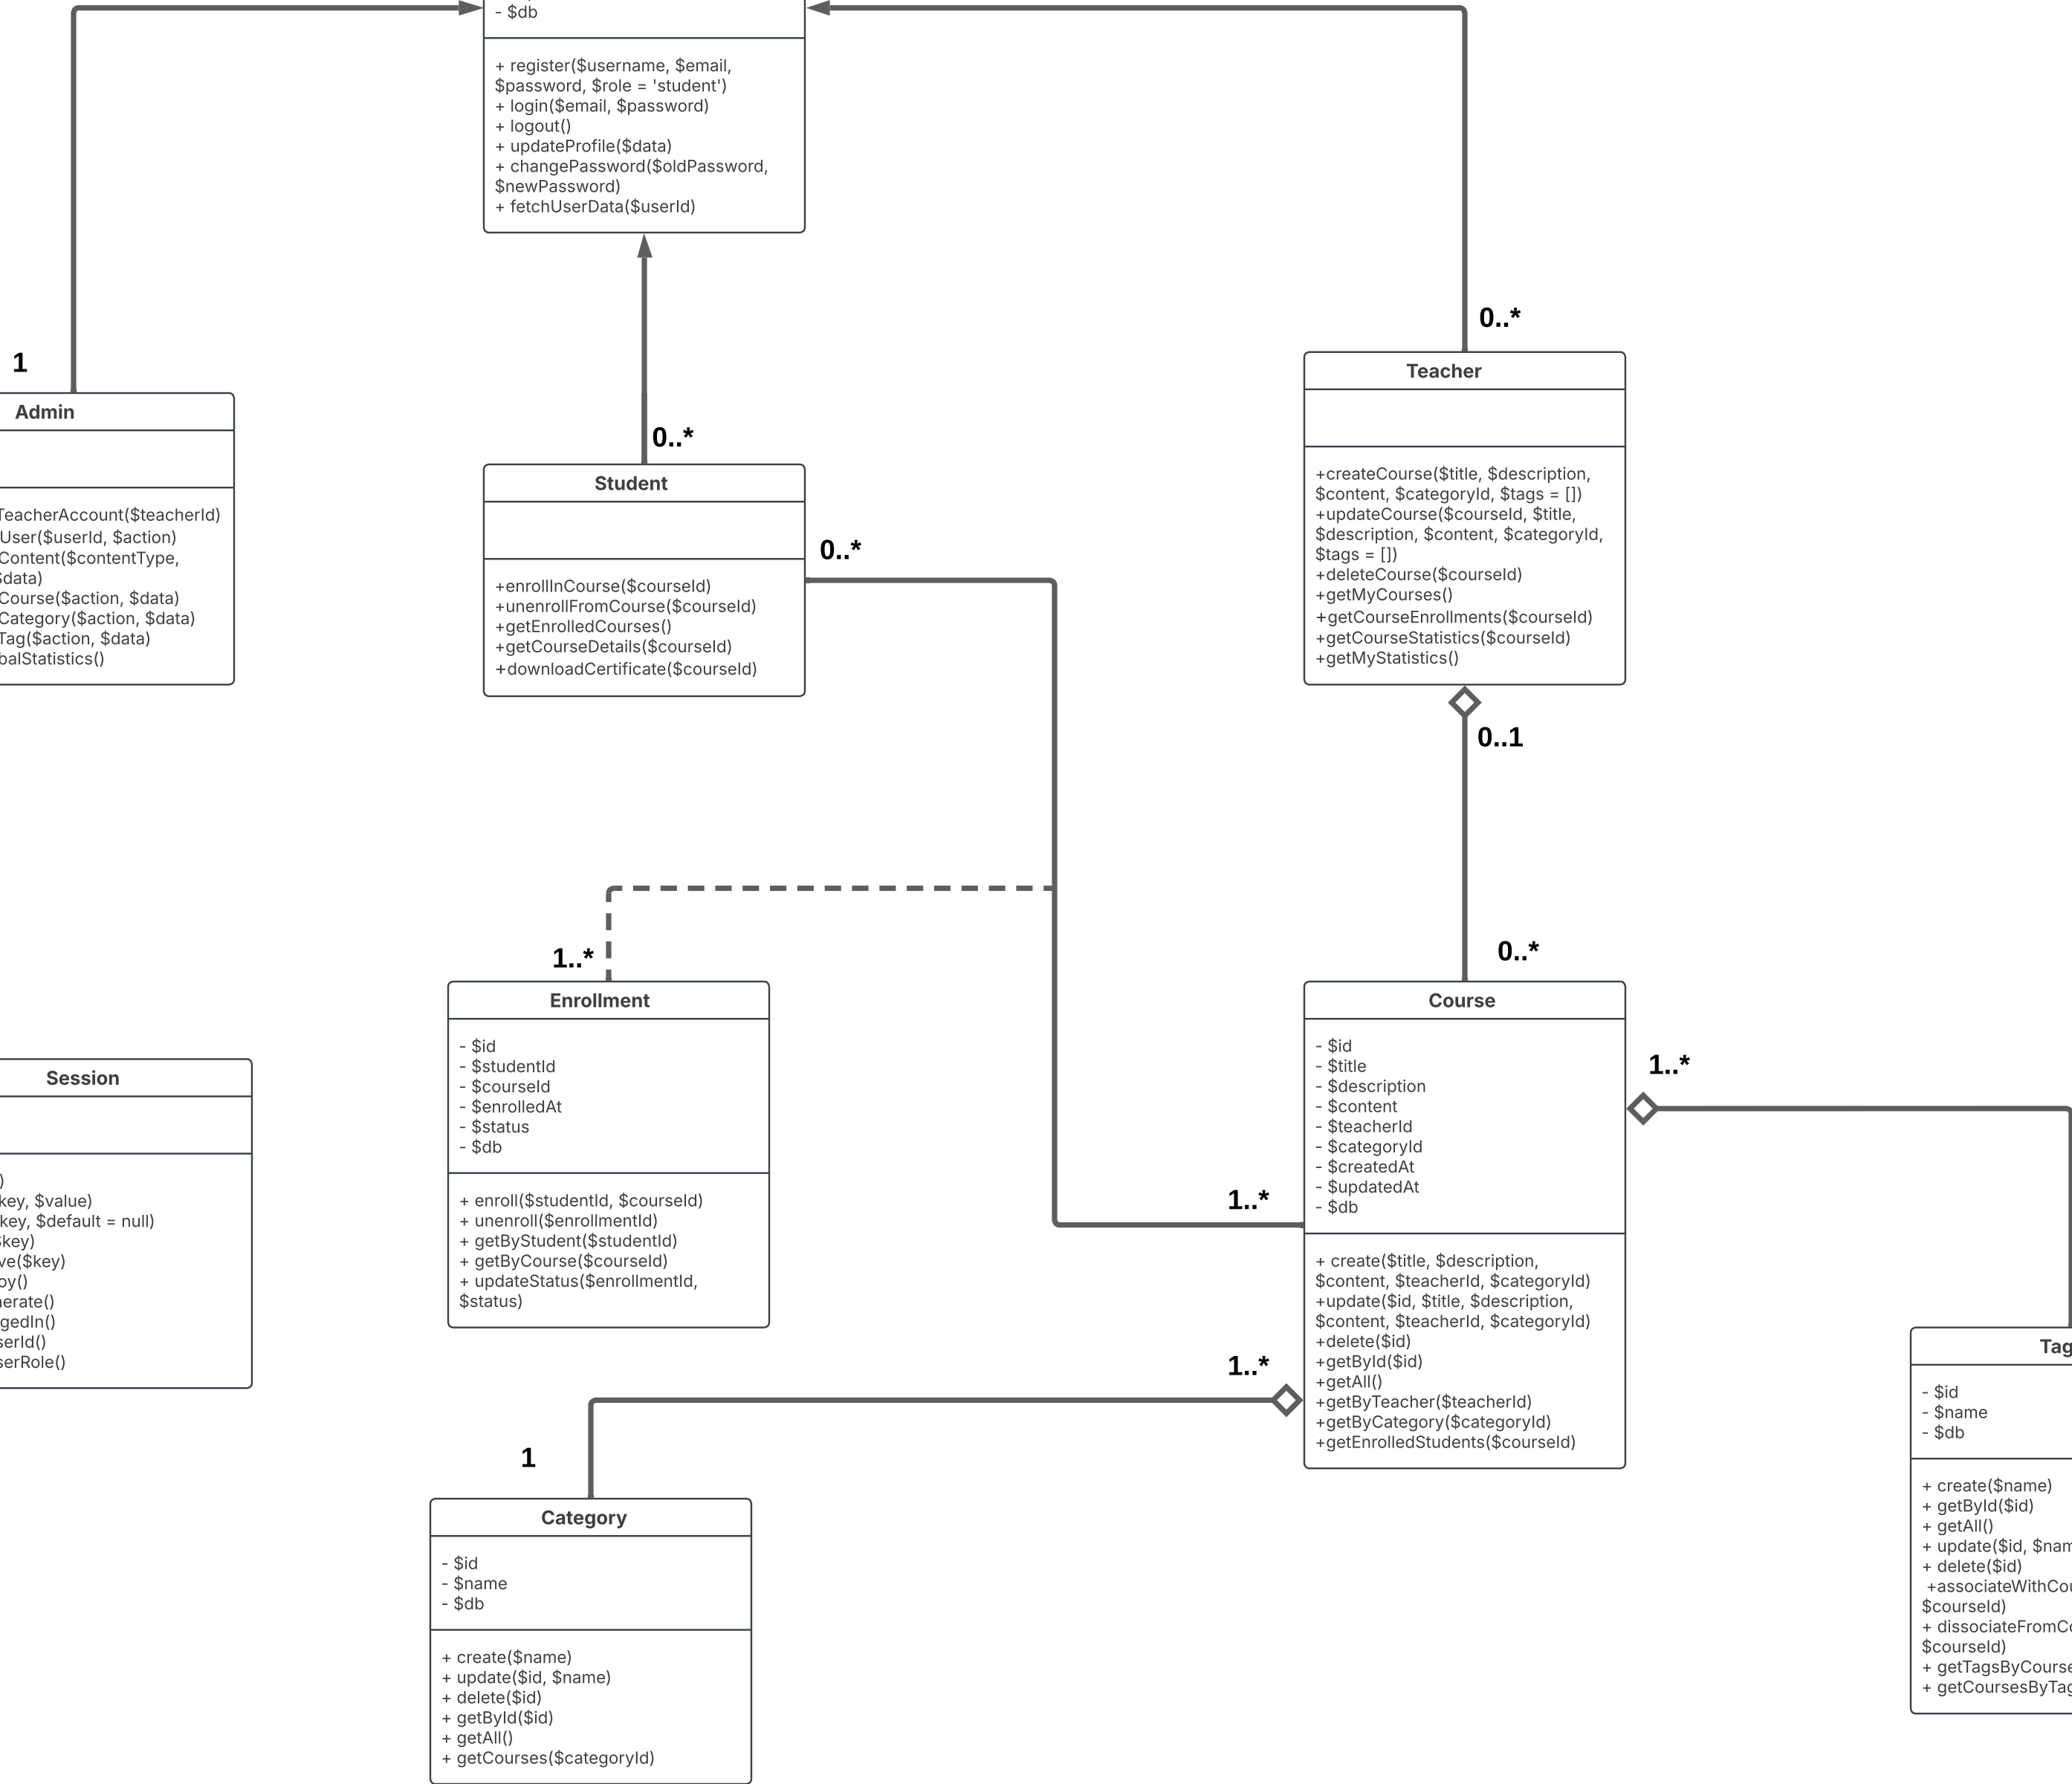 - $db
+ register($username, $email,
$password, $role = 'student')
+ login($email, $password)
+ logout()
+ updateProfile($data)
+ changePassword($oldPassword,
$newPassword)
+ fetchUserData($userId)
1
Admin
TeacherAccount($teacherId)
User($userId, $action)
Content($contentType,
$data)
Course($action, $data)
Category($action, $data)
Tag($action, $data)
balStatistics()
0..*
Student
+enrollInCourse($courseId)
+unenrollFromCourse($courseId)
+getEnrolledCourses()
+getCourseDetails($courseId)
+downloadCertificate($courseId)
0..*
0..*
Teacher
+createCourse($title, $description,
$content, $categoryId, $tags = [])
+updateCourse($courseId, $title,
$description, $content, $categoryId,
$tags = [])
+deleteCourse($courseId)
+getMyCourses()
+getCourseEnrollments($courseId)
+getCourseStatistics($courseId)
+getMyStatistics()
0..1
0..*
Session
)
key, $value)
key, $default = null)
$key)
ve($key)
oy()
nerate()
gedIn()
serId()
serRole()
1..*
Enrollment
- $id
- $studentId
- $courseId
- $enrolledAt
- $status
- $db
+ enroll($studentId, $courseId)
+ unenroll($enrollmentId)
+ getByStudent($studentId)
+ getByCourse($courseId)
+ updateStatus($enrollmentId,
$status)
Course
- $id
- $title
- $description
- $content
- $teacherId
- $categoryId
- $createdAt
- $updatedAt
- $db
+ create($title, $description,
$content, $teacherId, $categoryId)
+update($id, $title, $description,
$content, $teacherId, $categoryId)
+delete($id)
+getById($id)
+getAll()
+getByTeacher($teacherId)
+getByCategory($categoryId)
+getEnrolledStudents($courseId)
1..*
1..*
1..*
1
Category
- $id
- $name
- $db
+ create($name)
+ update($id, $name)
+ delete($id)
+ getById($id)
+ getAll()
+ getCourses($categoryId)
Tag
- $id
- $name
- $db
+ create($name)
+ getById($id)
+ getAll()
+ update($id, $nam
+ delete($id)
+associateWithCou
$courseId)
+ dissociateFromCo
$courseId)
+ getTagsByCourse
+ getCoursesByTag